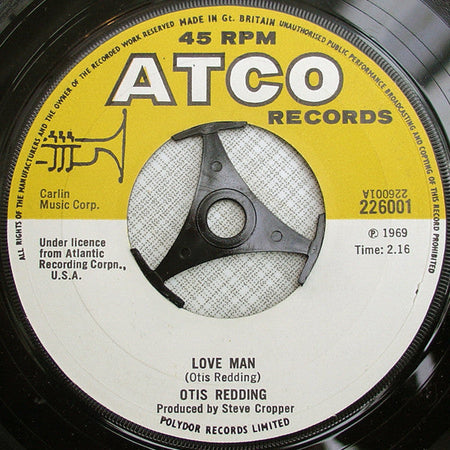 ALL RIGHTS OF THE MANUFACTURERS AND THE OWNER OF THE RECORDED WORK RESERVED MADE IN Gt. BRITAIN UNAUTHORISED PUBLIC PERFORMANCE BROADCASTING AND COPYING OF THIS RECORD PROHIBITED
45 RPM
ATCO
RECORDS
Carlin
Music Corp.
226001A
226001
Under licence
from Atlantic
Recording Corpn.,
U.S.A.
℗ 1969
Time: 2.16
LOVE MAN
(Otis Redding)
OTIS REDDING
Produced by Steve Cropper
POLYDOR RECORDS LIMITED